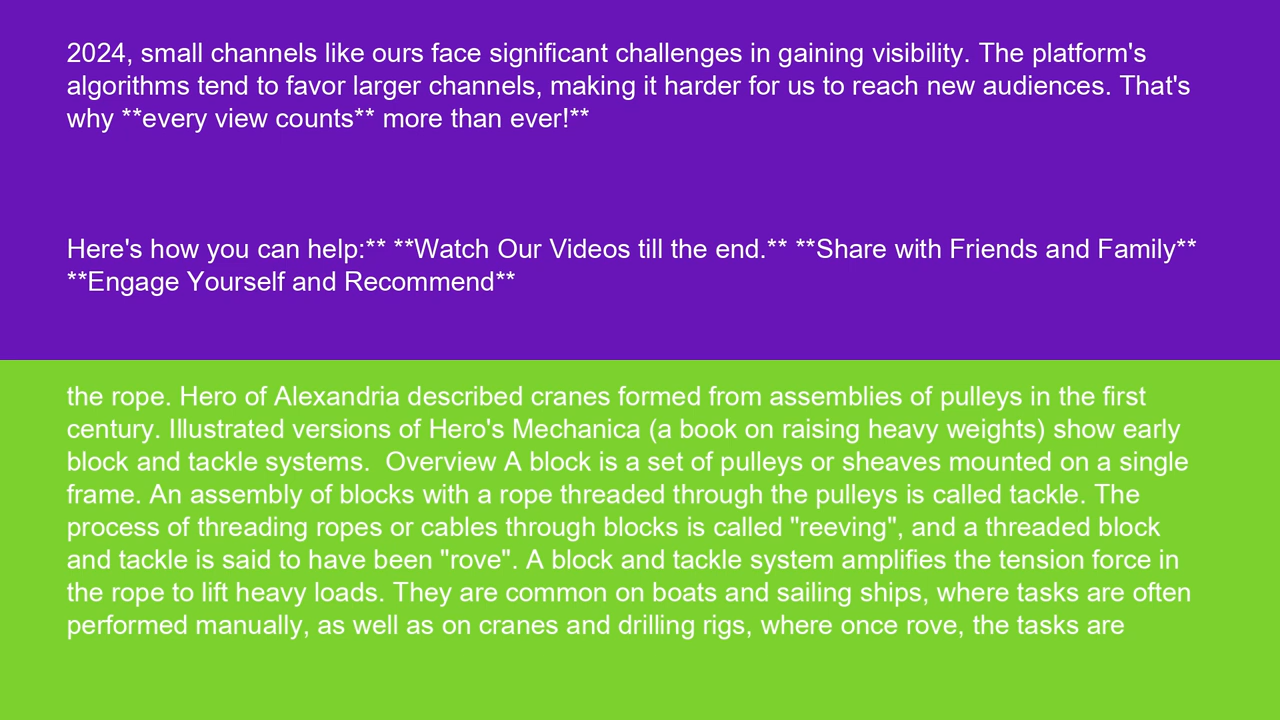 2024, small channels like ours face significant challenges in gaining visibility. The platform's
algorithms tend to favor larger channels, making it harder for us to reach new audiences. That's
why **every view counts** more than ever!**
Here's how you can help:** **Watch Our Videos till the end.** **Share with Friends and Family**
**Engage Yourself and Recommend**
the rope. Hero of Alexandria described cranes formed from assemblies of pulleys in the first
century. Illustrated versions of Hero's Mechanica (a book on raising heavy weights) show early
block and tackle systems.  Overview A block is a set of pulleys or sheaves mounted on a single
frame. An assembly of blocks with a rope threaded through the pulleys is called tackle. The
process of threading ropes or cables through blocks is called "reeving", and a threaded block
and tackle is said to have been "rove". A block and tackle system amplifies the tension force in
the rope to lift heavy loads. They are common on boats and sailing ships, where tasks are often
performed manually, as well as on cranes and drilling rigs, where once rove, the tasks are